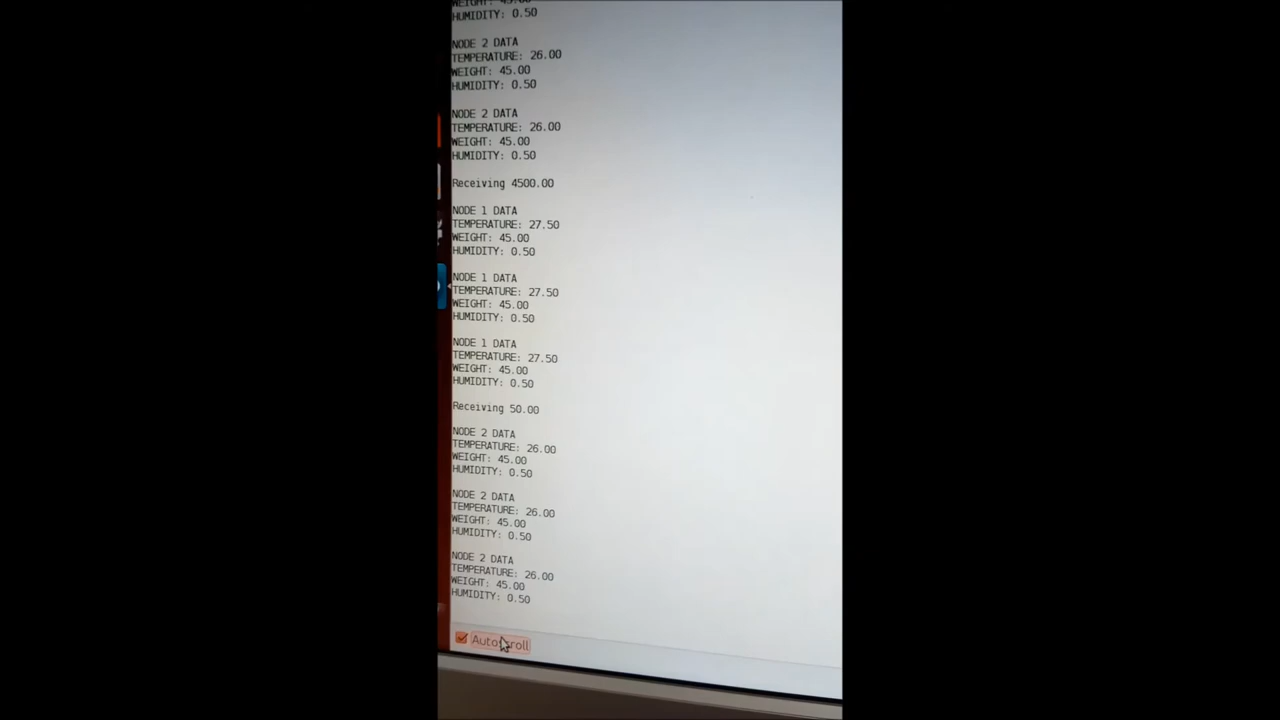 WEIGHT: 45.00
HUMIDITY: 0.50
NODE 2 DATA
TEMPERATURE: 26.00
WEIGHT: 45.00
HUMIDITY: 0.50
NODE 2 DATA
TEMPERATURE: 26.00
WEIGHT: 45.00
HUMIDITY: 0.50
Receiving 4500.00
NODE 1 DATA
TEMPERATURE: 27.50
WEIGHT: 45.00
HUMIDITY: 0.50
NODE 1 DATA
TEMPERATURE: 27.50
WEIGHT: 45.00
HUMIDITY: 0.50
NODE 1 DATA
TEMPERATURE: 27.50
WEIGHT: 45.00
HUMIDITY: 0.50
Receiving 50.00
NODE 2 DATA
TEMPERATURE: 26.00
WEIGHT: 45.00
HUMIDITY: 0.50
NODE 2 DATA
TEMPERATURE: 26.00
WEIGHT: 45.00
HUMIDITY: 0.50
NODE 2 DATA
TEMPERATURE: 26.00
WEIGHT: 45.00
HUMIDITY: 0.50
Autoscroll